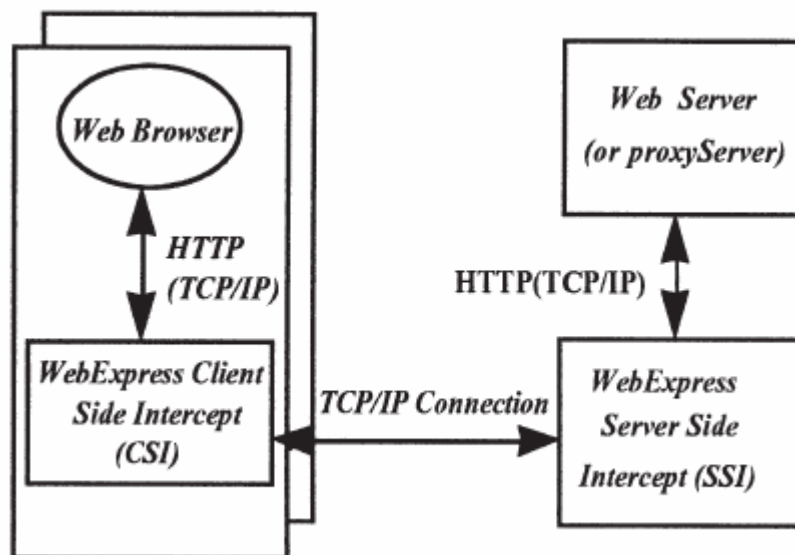 Web Browser
HTTP
(TCP/IP)
WebExpress Client
Side Intercept
(CSI)
TCP/IP Connection
Web Server
(or proxyServer)
HTTP(TCP/IP)
WebExpress
Server Side
Intercept (SSI)